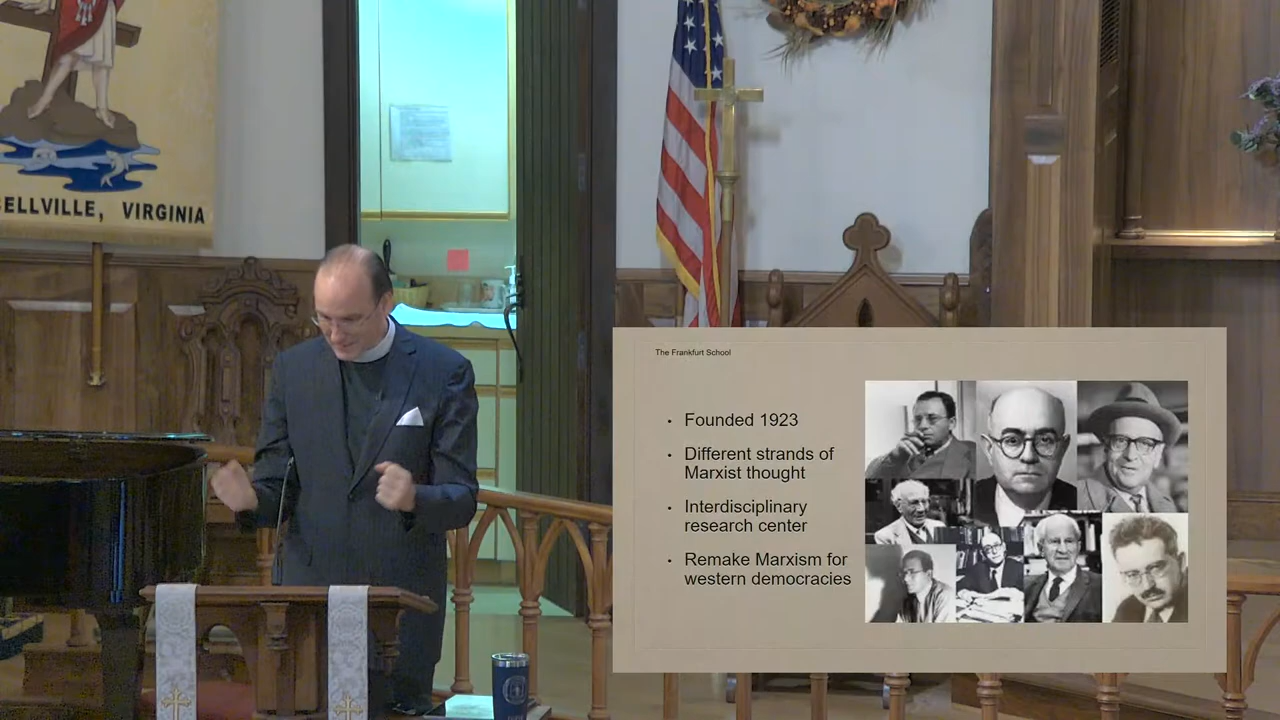 ELLVILLE, VIRGINIA
The Frankfurt School
• Founded 1923
• Different strands of
Marxist thought
• Interdisciplinary
research center
• Remake Marxism for
western democracies